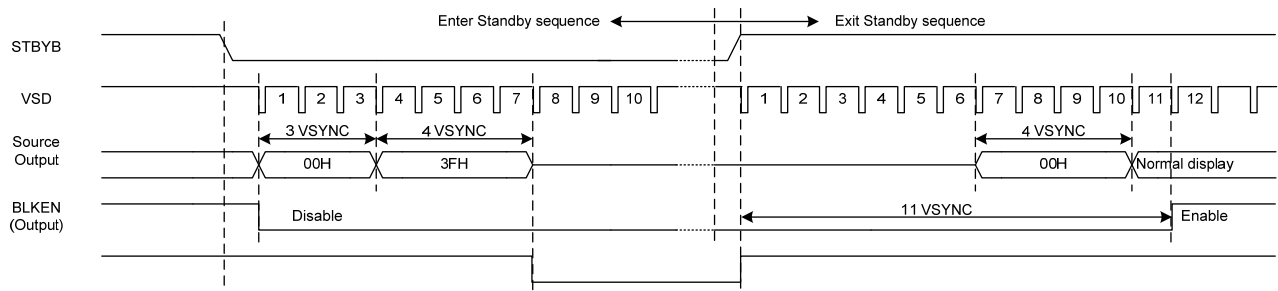 Enter Standby sequence Exit Standby sequence
STBYB
VSD 1 2 3 4 5 6 7 8 9 10 1 2 3 4 5 6 7 8 9 10 11 12
3 VSYNC 4 VSYNC 4 VSYNC
Source
Output
00H 3FH 00H Normal display
BLKEN
(Output)
Disable 11 VSYNC Enable